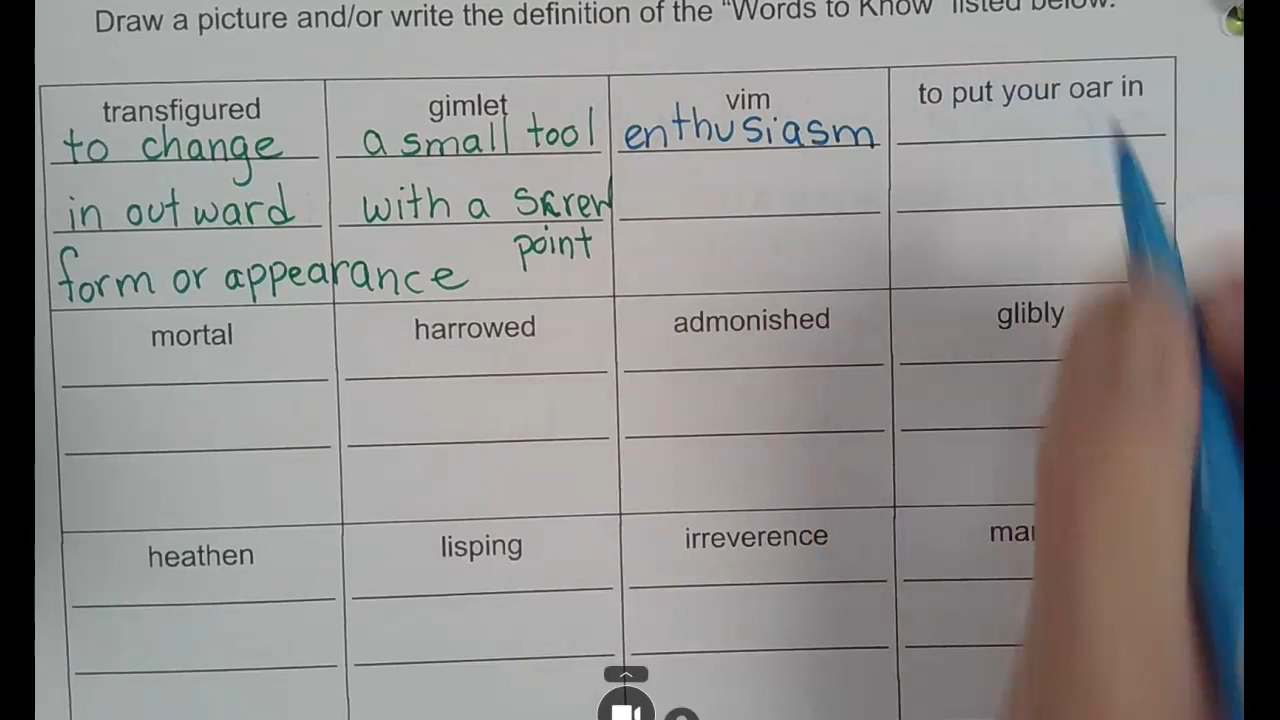 Draw a picture and/or write the definition of the "Words to Know" listed below.
transfigured
to change
in outward
form or appearance
gimlet
a small tool
with a screw
point
vim
enthusiasm
to put your oar in
mortal
harrowed
admonished
glibly
heathen
lisping
irreverence